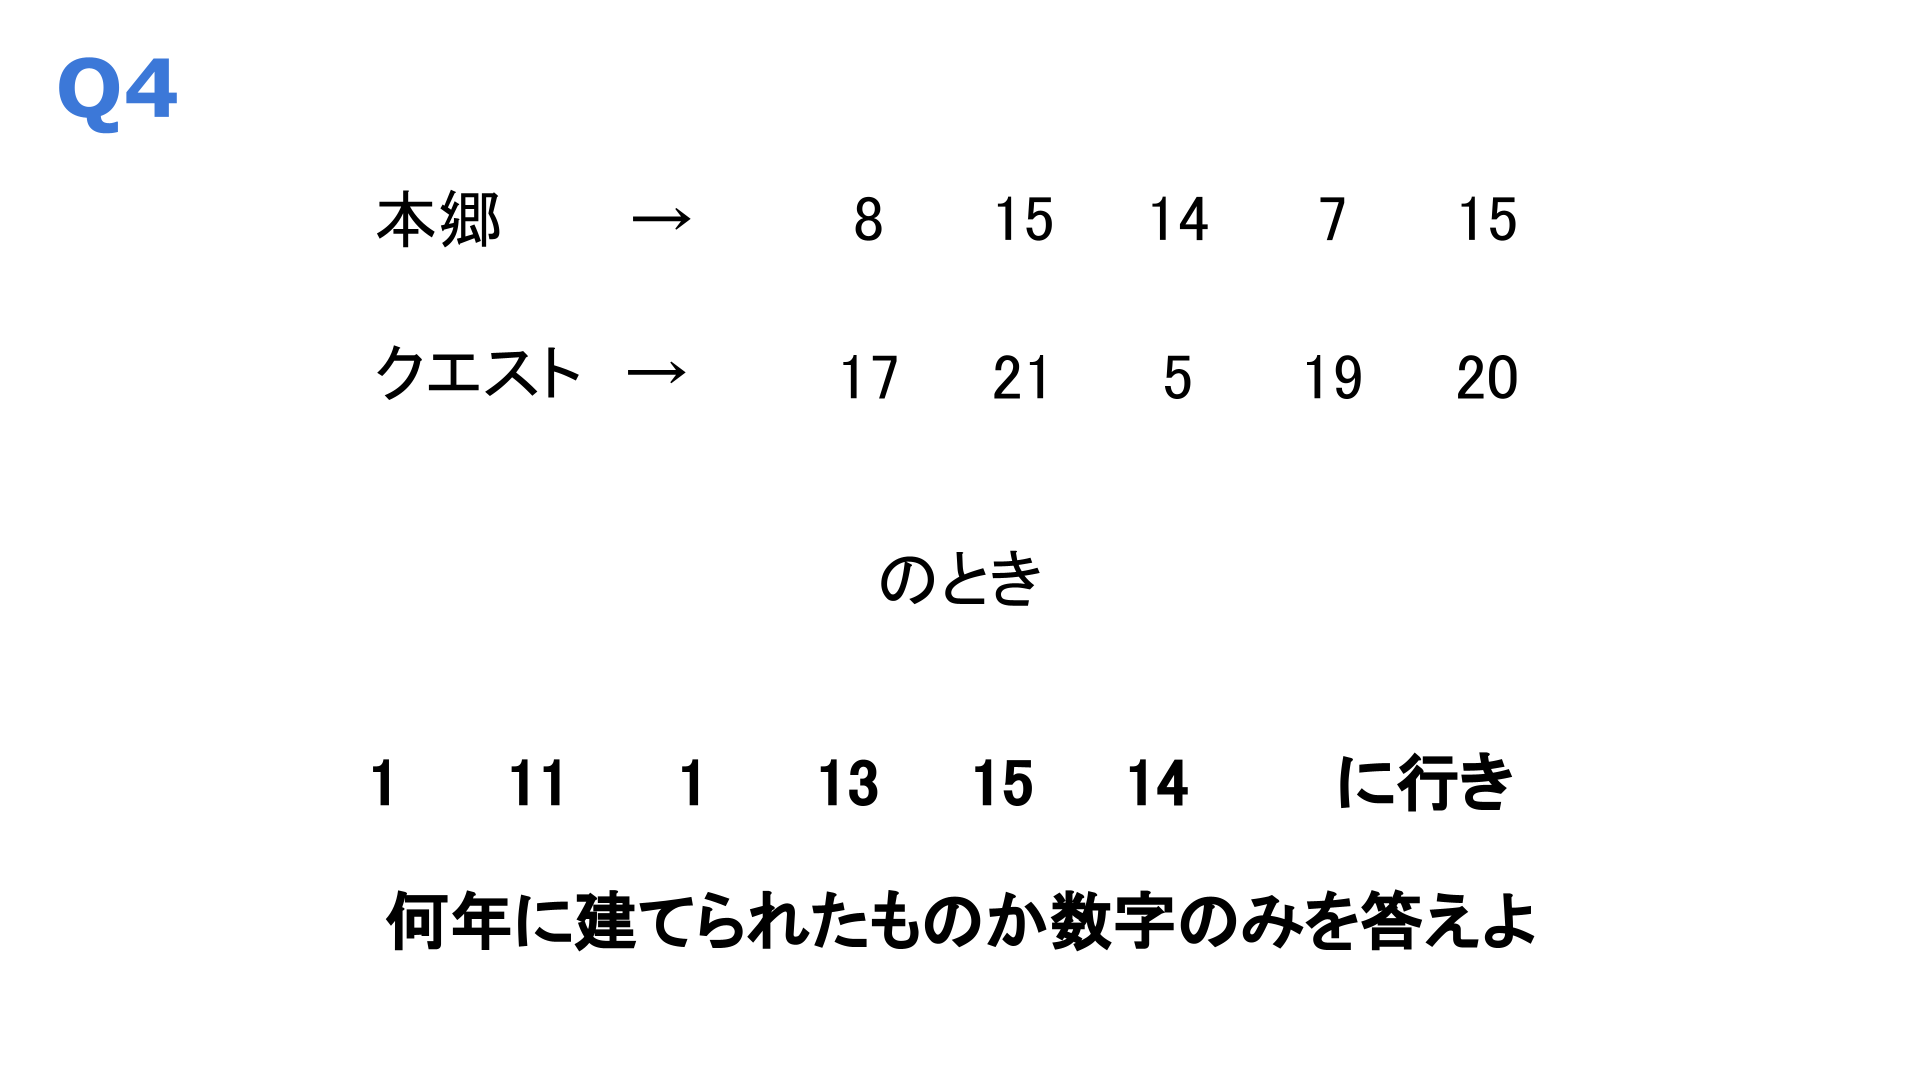 Q4
本郷 → 8 15 14 7 15
クエスト → 17 21 5 19 20
のとき
1 11 1 13 15 14 に行き
何年に建てられたものか数字のみを答えよ